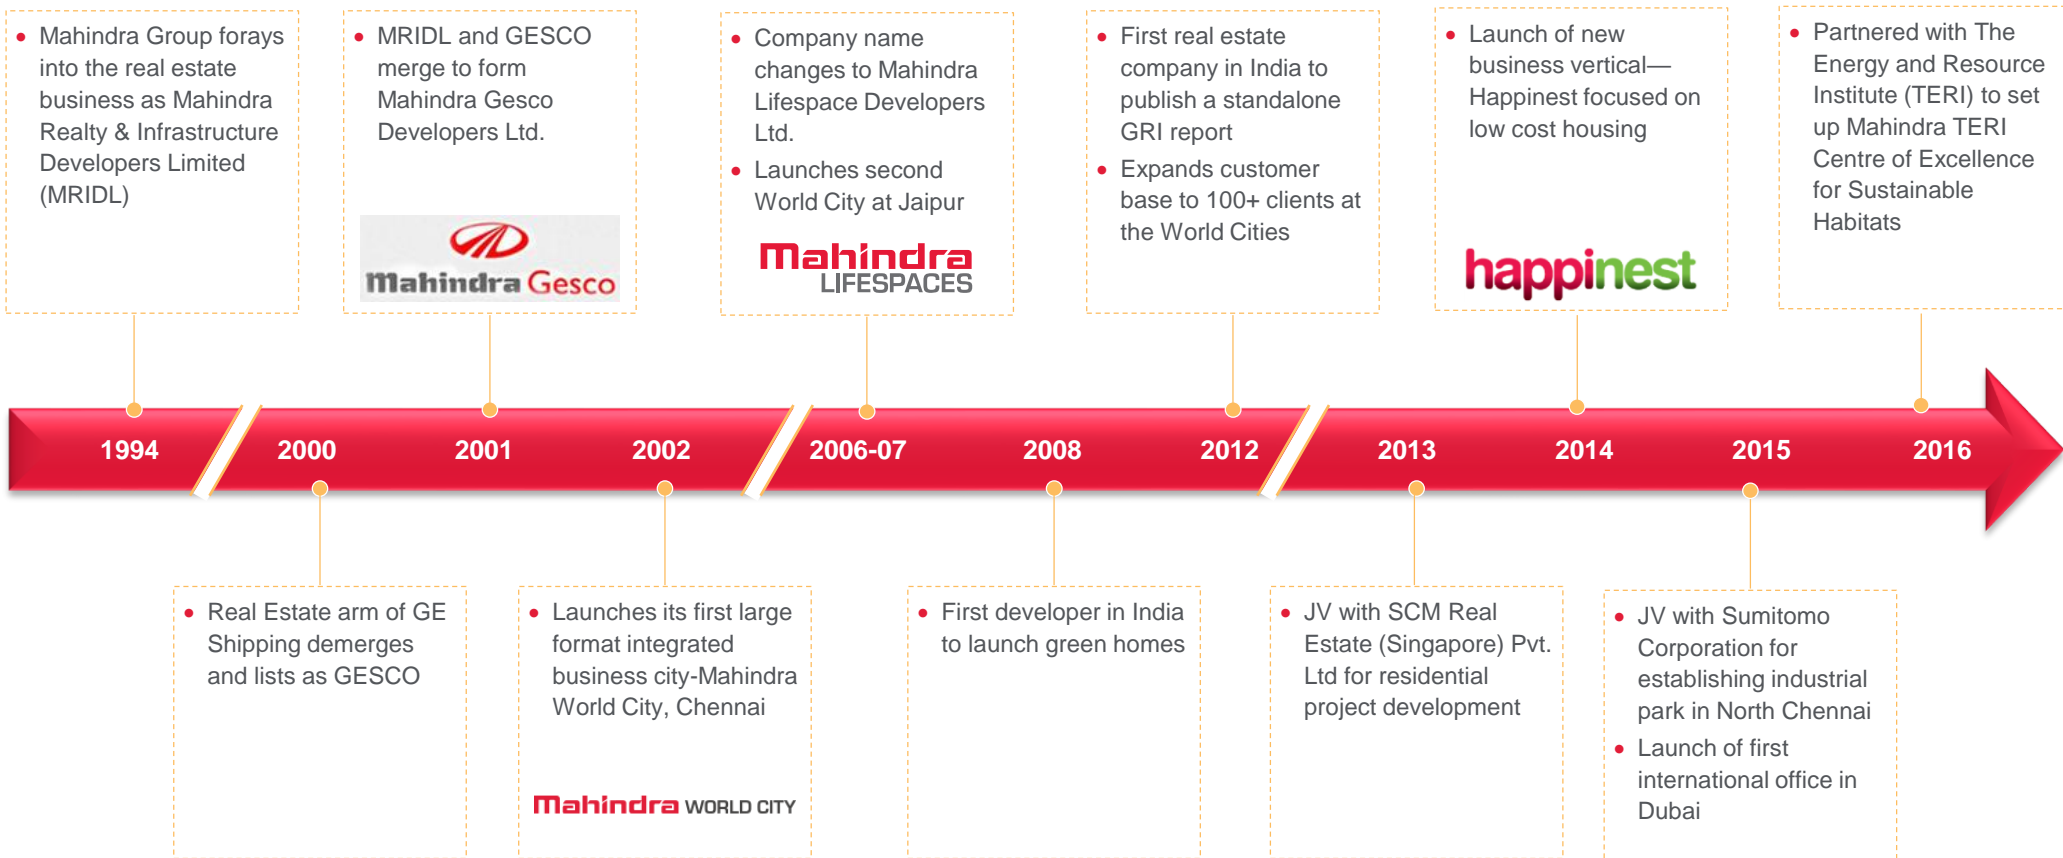 • Mahindra Group forays
into the real estate
business as Mahindra
Realty & Infrastructure
Developers Limited
(MRIDL)
• MRIDL and GESCO
merge to form
Mahindra Gesco
Developers Ltd.
Mahindra Gesco
• Company name
changes to Mahindra
Lifespace Developers
Ltd.
• Launches second
World City at Jaipur
Mahindra
LIFESPACES
• First real estate
company in India to
publish a standalone
GRI report
• Expands customer
base to 100+ clients at
the World Cities
• Launch of new
business vertical—
Happinest focused on
low cost housing
happinest
• Partnered with The
Energy and Resource
Institute (TERI) to set
up Mahindra TERI
Centre of Excellence
for Sustainable
Habitats
1994 2000 2001 2002 2006-07 2008 2012 2013 2014 2015 2016
• Real Estate arm of GE
Shipping demerges
and lists as GESCO
• Launches its first large
format integrated
business city-Mahindra
World City, Chennai
Mahindra WORLD CITY
• First developer in India
to launch green homes
• JV with SCM Real
Estate (Singapore) Pvt.
Ltd for residential
project development
• JV with Sumitomo
Corporation for
establishing industrial
park in North Chennai
• Launch of first
international office in
Dubai